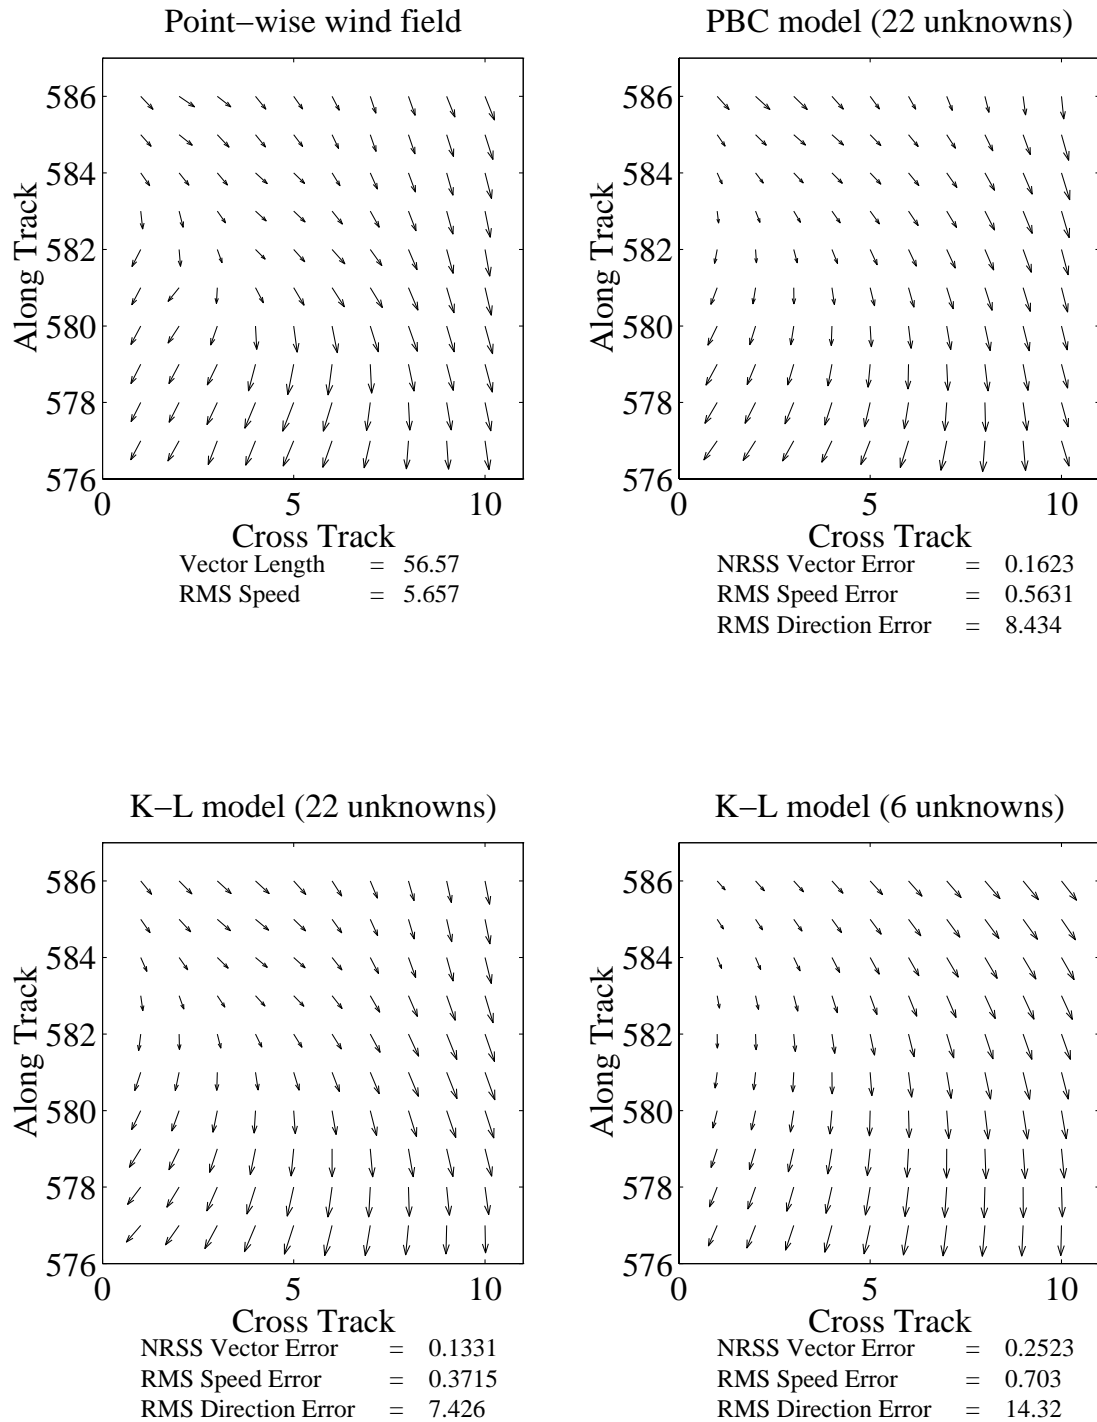 Point−wise wind field
586
584
582
580
578
576
Along Track
0 5 10
Cross Track
Vector Length = 56.57
RMS Speed = 5.657
PBC model (22 unknowns)
586
584
582
580
578
576
Along Track
0 5 10
Cross Track
NRSS Vector Error = 0.1623
RMS Speed Error = 0.5631
RMS Direction Error = 8.434
K−L model (22 unknowns)
586
584
582
580
578
576
Along Track
0 5 10
Cross Track
NRSS Vector Error = 0.1331
RMS Speed Error = 0.3715
RMS Direction Error = 7.426
K−L model (6 unknowns)
586
584
582
580
578
576
Along Track
0 5 10
Cross Track
NRSS Vector Error = 0.2523
RMS Speed Error = 0.703
RMS Direction Error = 14.32